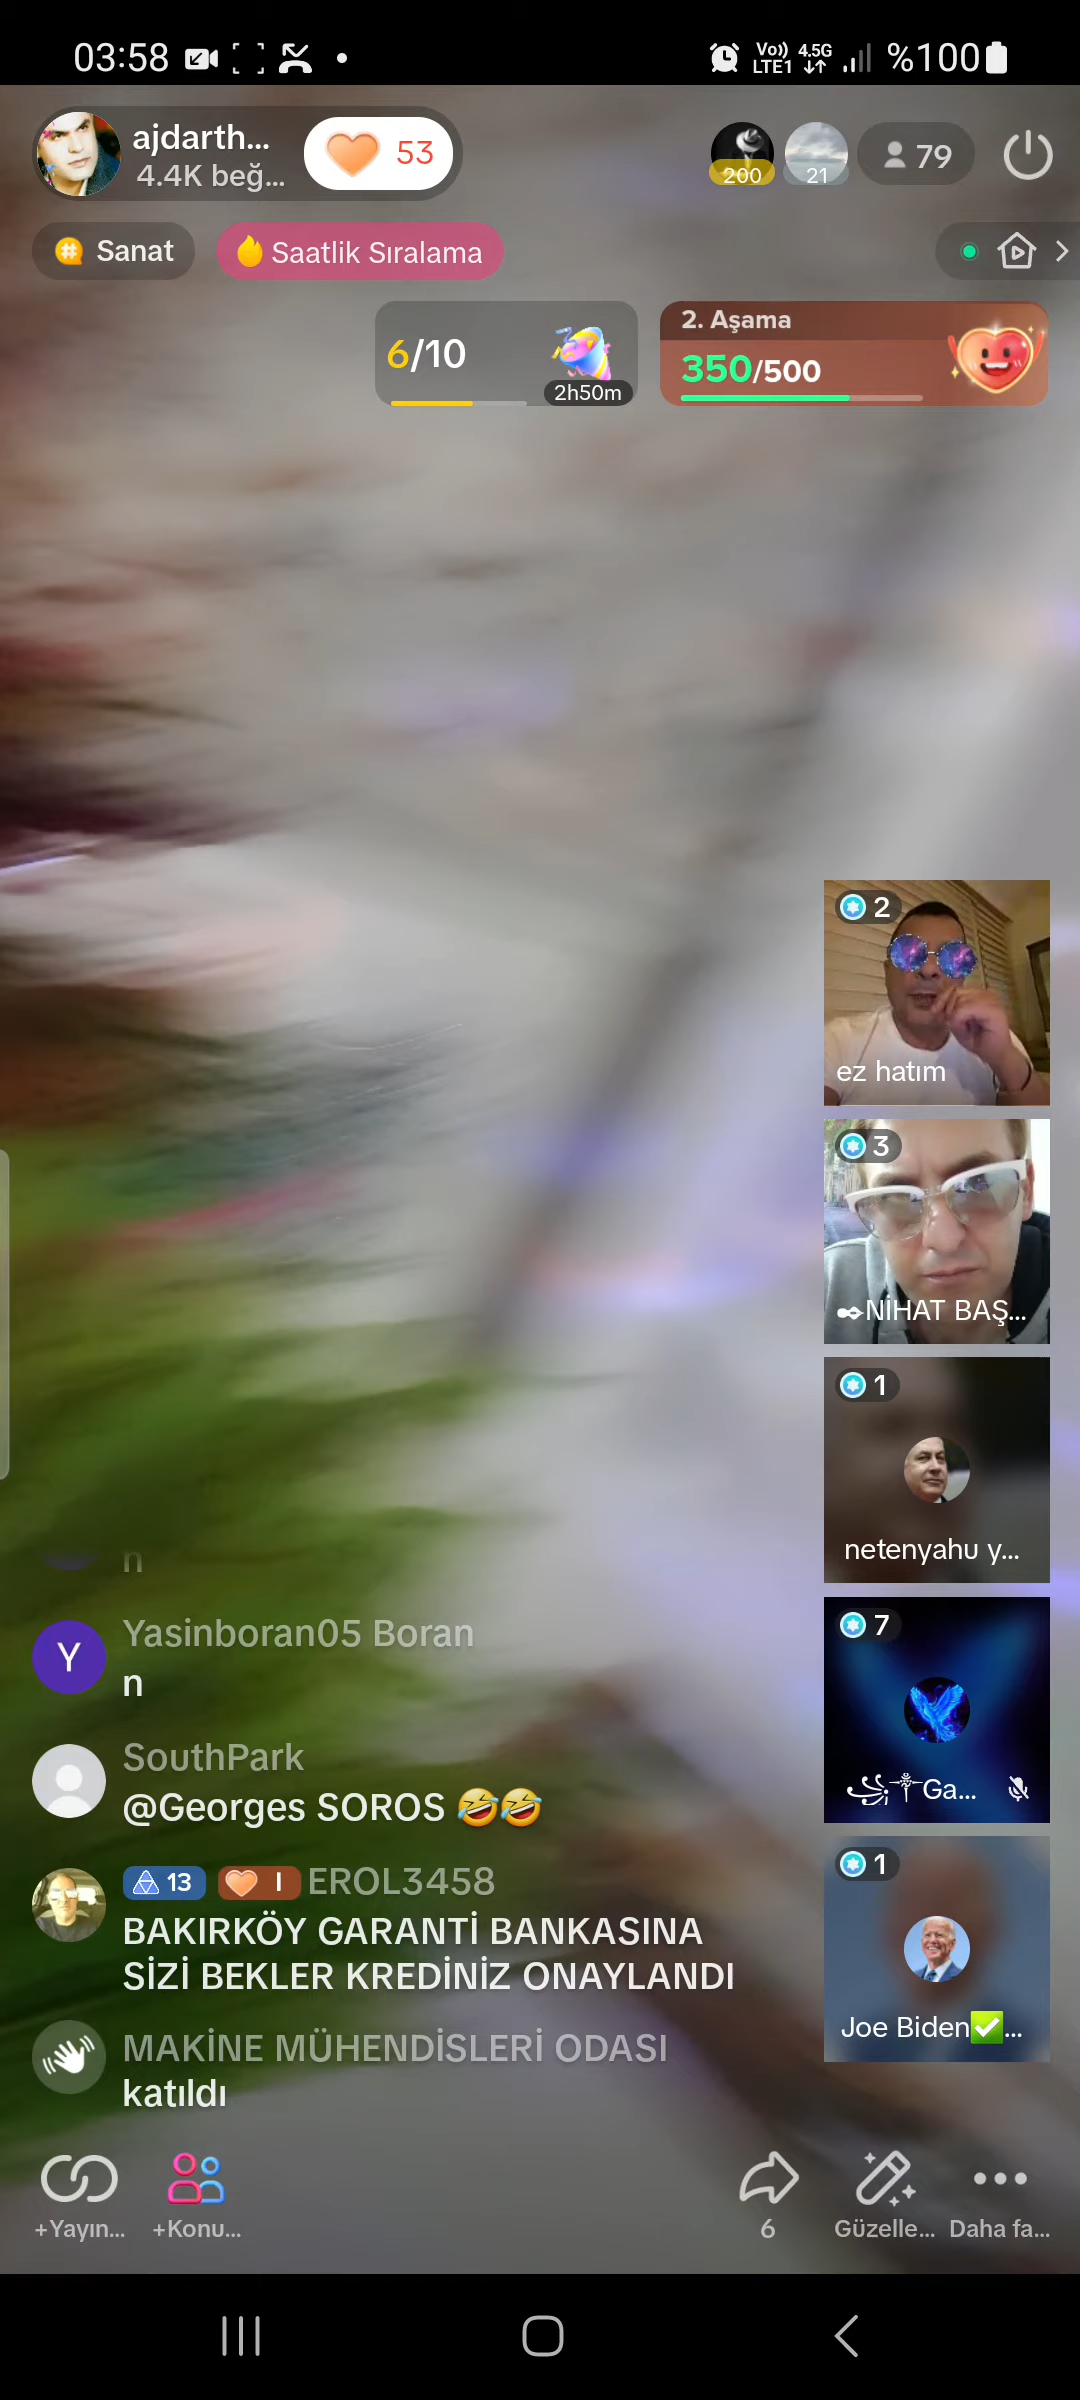 03:58
Vo)) LTE1 4.5G %100
ajdarth...
4.4K beğ...
53
200
21
79
Sanat
Saatlik Sıralama
6/10
2h50m
2. Aşama
350/500
2
ez hatım
3
NİHAT BAŞ...
1
netenyahu y...
7
Ga...
1
Joe Biden✅...
n
Y
Yasinboran05 Boran
n
SouthPark
@Georges SOROS 🤣🤣
13 I EROL3458
BAKIRKÖY GARANTİ BANKASINA
SİZİ BEKLER KREDİNİZ ONAYLANDI
MAKİNE MÜHENDİSLERİ ODASI
katıldı
+Yayın...
+Konu...
6
Güzelle...
Daha fa...